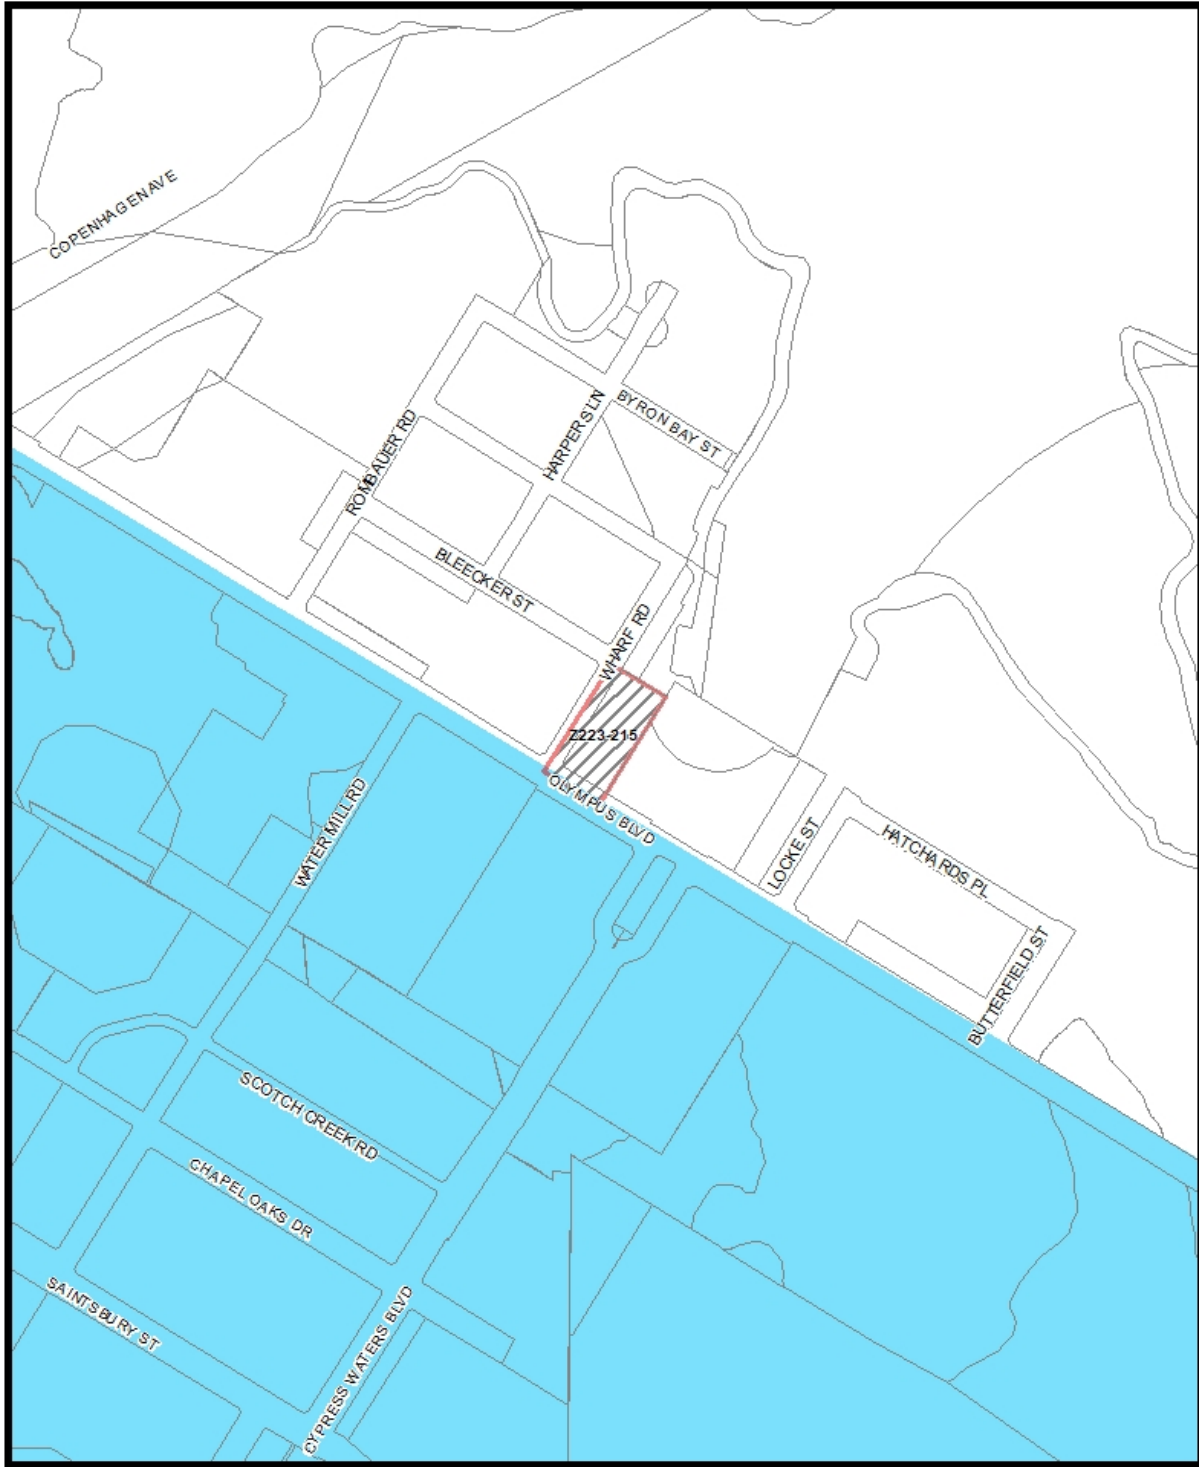 COPENHAGEN AVE
BYRON BAY ST
HARPERS LN
ROMBAUER RD
BLEECKER ST
WHARF RD
Z223-215
OLYMPUS BLVD
WATER MILL RD
LOCKE ST
HATCHARDS PL
BUTTERFIELD ST
SCOTCH CREEK RD
CHAPEL OAKS DR
SAINTSBURY ST
CYPRESS WATERS BLVD